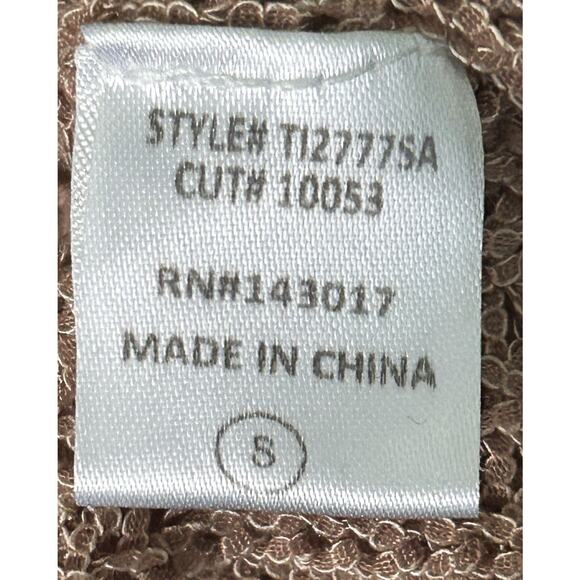 STYLE# TI2777SA
CUT# 10053
RN#143017
MADE IN CHINA
S